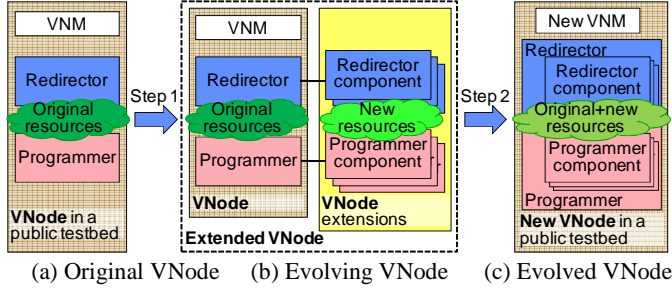 VNM
Redirector
Original
resources
Programmer
VNode in a
public testbed
Step 1
VNM
Redirector
Original
resources
Programmer
VNode
Redirector
component
New
resources
Programmer
component
VNode
extensions
Extended VNode
Step 2
New VNM
Redirector
Redirector
component
Original+new
resources
Programmer
component
Programmer
New VNode in a
public testbed
(a) Original VNode
(b) Evolving VNode
(c) Evolved VNode